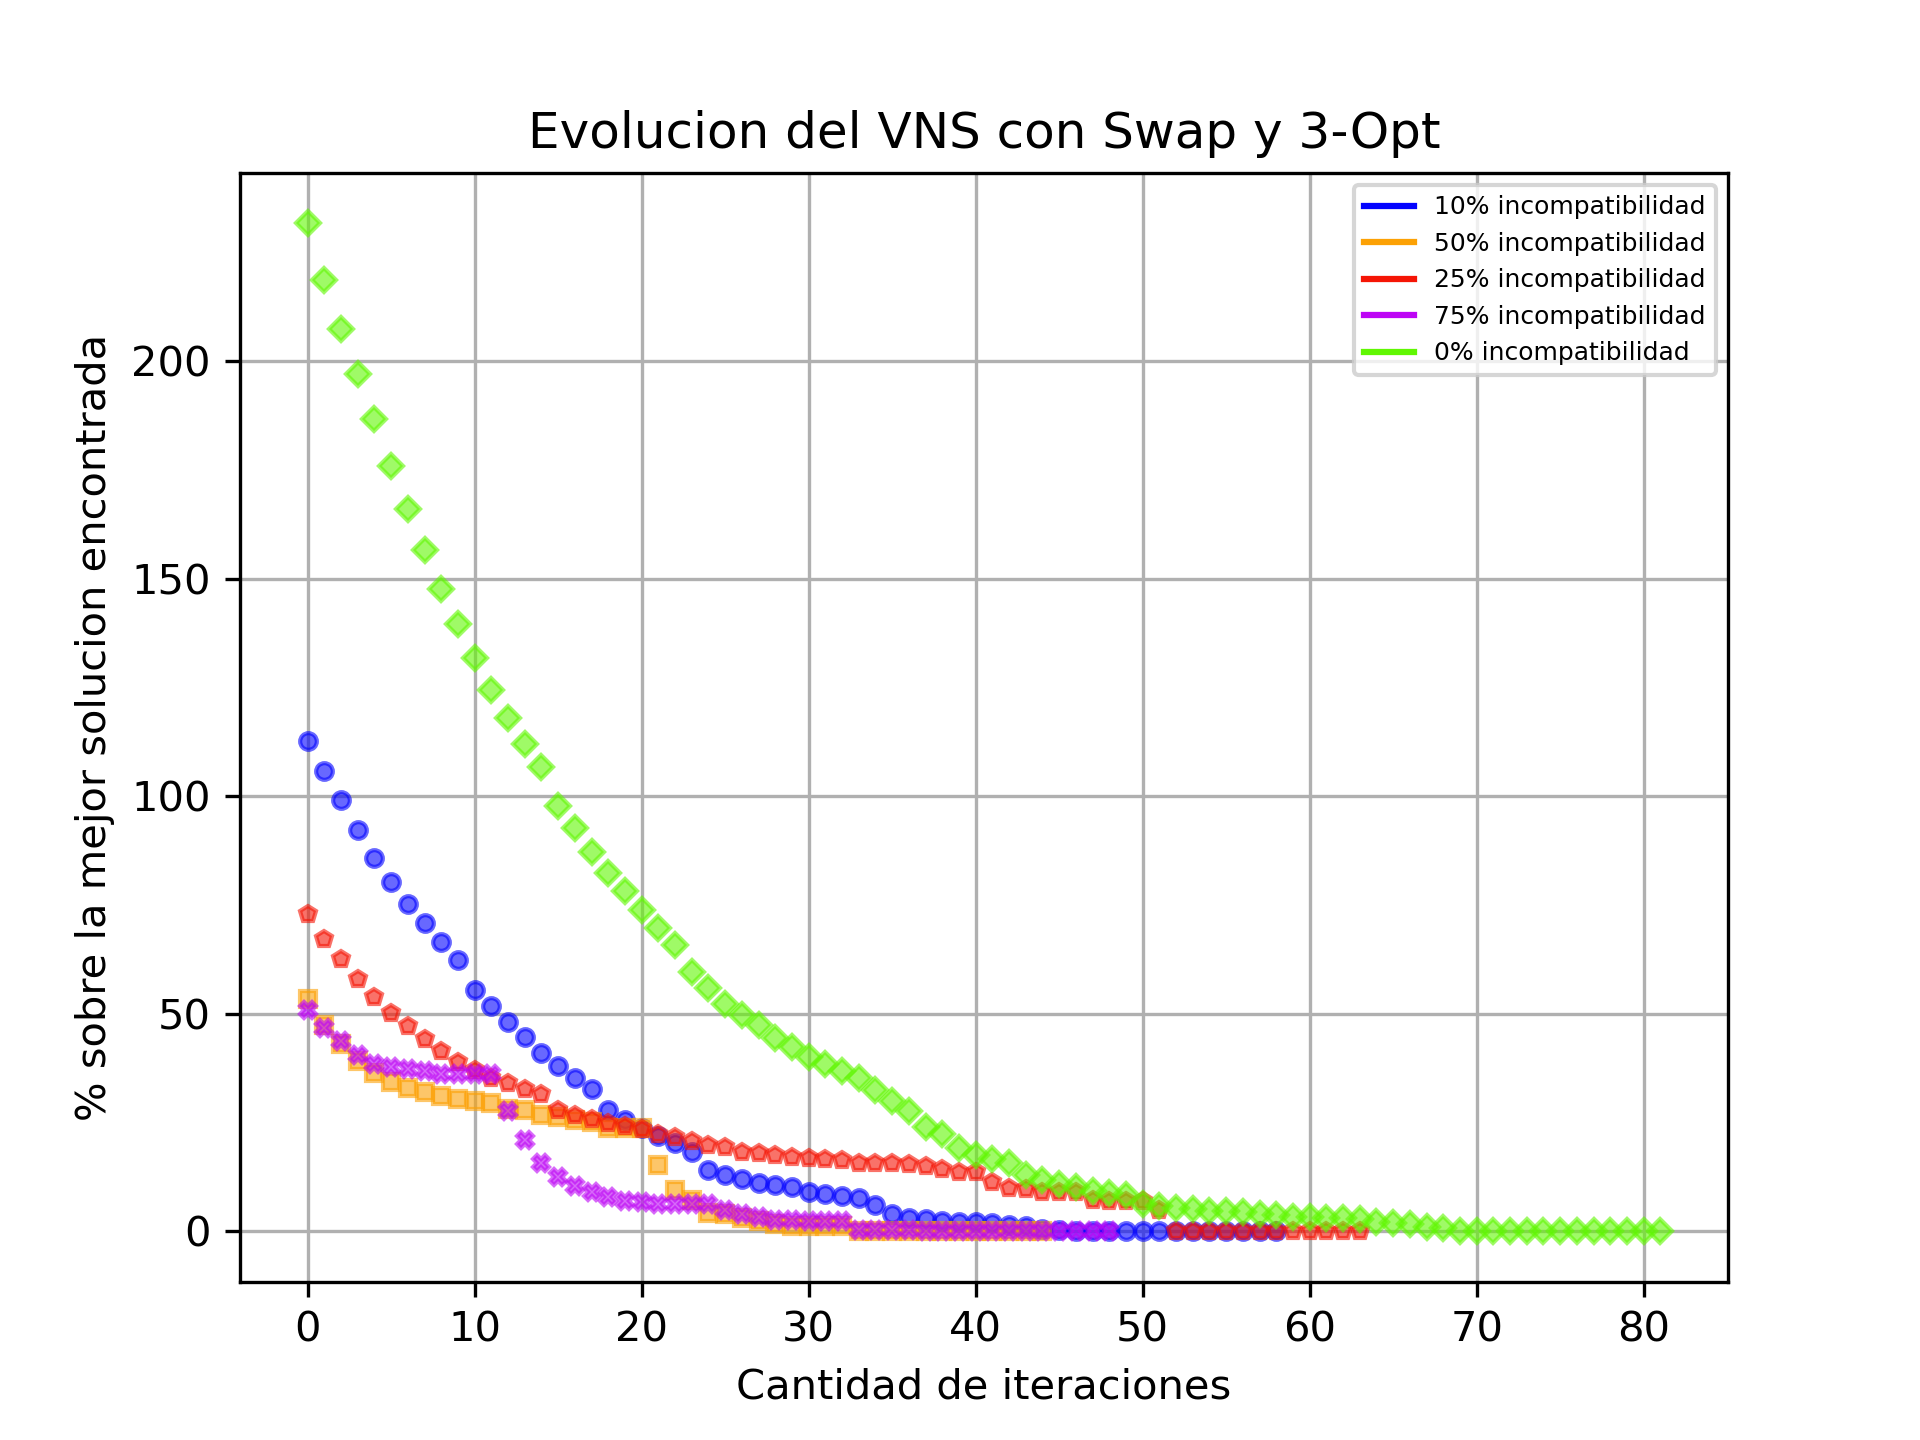 Evolucion del VNS con Swap y 3-Opt
% sobre la mejor solucion encontrada
200
150
100
50
0
10% incompatibilidad
50% incompatibilidad
25% incompatibilidad
75% incompatibilidad
0% incompatibilidad
0 10 20 30 40 50 60 70 80
Cantidad de iteraciones